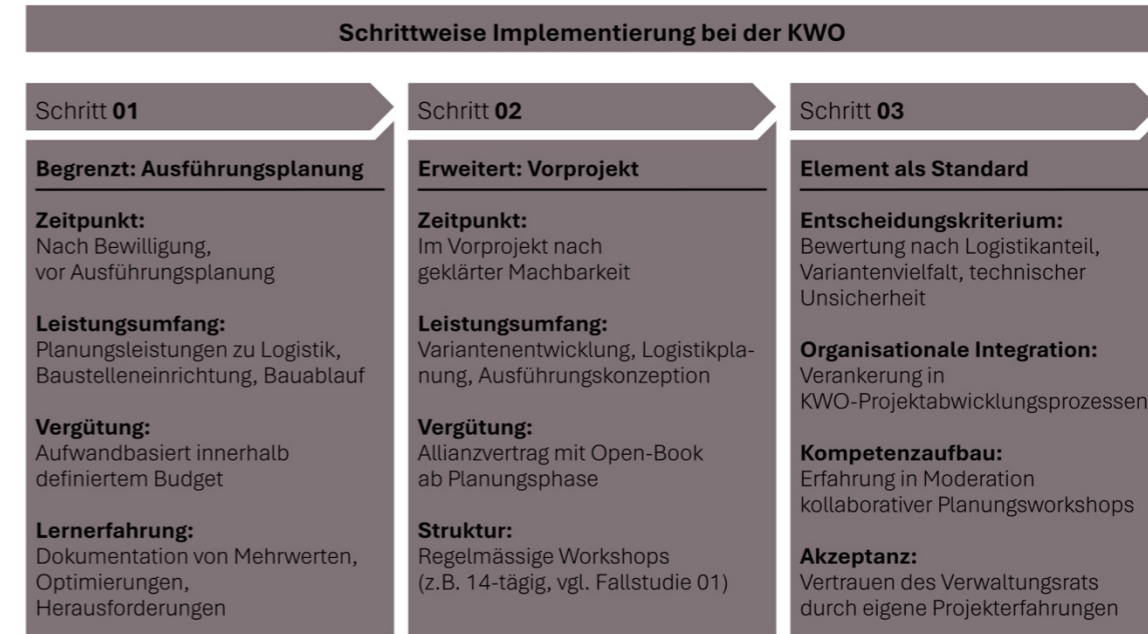 Schrittweise Implementierung bei der KWO
Schritt 01
Begrenzt: Ausführungsplanung
Zeitpunkt:
Nach Bewilligung,
vor Ausführungsplanung
Leistungsumfang:
Planungsleistungen zu Logistik,
Baustelleneinrichtung, Bauablauf
Vergütung:
Aufwandbasiert innerhalb
definiertem Budget
Lernerfahrung:
Dokumentation von Mehrwerten,
Optimierungen,
Herausforderungen
Schritt 02
Erweitert: Vorprojekt
Zeitpunkt:
Im Vorprojekt nach
geklärter Machbarkeit
Leistungsumfang:
Variantenentwicklung, Logistikpla-
nung, Ausführungskonzeption
Vergütung:
Allianzvertrag mit Open-Book
ab Planungsphase
Struktur:
Regelmässige Workshops
(z.B. 14-tägig, vgl. Fallstudie 01)
Schritt 03
Element als Standard
Entscheidungskriterium:
Bewertung nach Logistikanteil,
Variantenvielfalt, technischer
Unsicherheit
Organisationale Integration:
Verankerung in
KWO-Projektabwicklungsprozessen
Kompetenzaufbau:
Erfahrung in Moderation
kollaborativer Planungsworkshops
Akzeptanz:
Vertrauen des Verwaltungsrats
durch eigene Projekterfahrungen